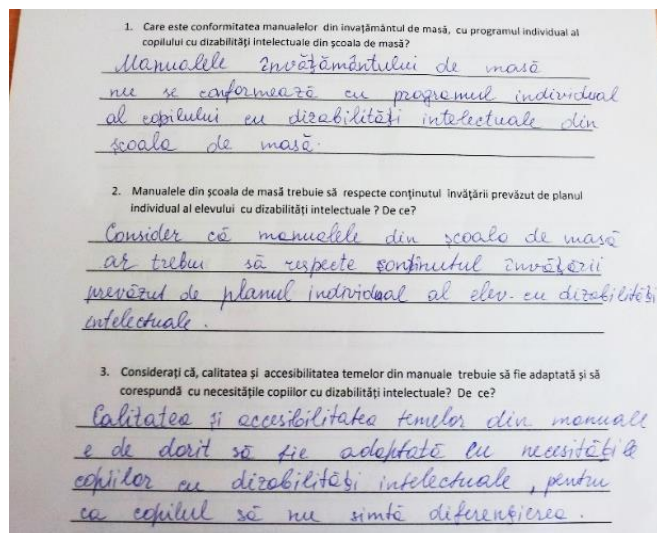 1. Care este conformitatea manualelor din invațământul de masă, cu programul individual al
copilului cu dizabilități intelectuale din școala de masă?
Manualele învățământului de masă
nu se conformează cu programul individual
al copilului cu dizabilități intelectuale din
școala de masă.
2. Manualele din școala de masă trebuie să respecte conținutul învățării prevăzut de planul
individual al elevului cu dizabilități intelectuale ? De ce?
Consider că manualele din școala de masă
ar trebui să respecte conținutul învățării
prevăzut de planul individual al elev. cu dizabilități
intelectuale.
3. Considerați că, calitatea și accesibilitatea temelor din manuale trebuie să fie adaptată și să
corespundă cu necesitățile copiilor cu dizabilități intelectuale? De ce?
Calitatea și accesibilitatea temelor din manuale
e de dorit să fie adaptată cu necesitățile
copiilor cu dizabilități intelectuale, pentru
ca copilul să nu simtă diferențierea.